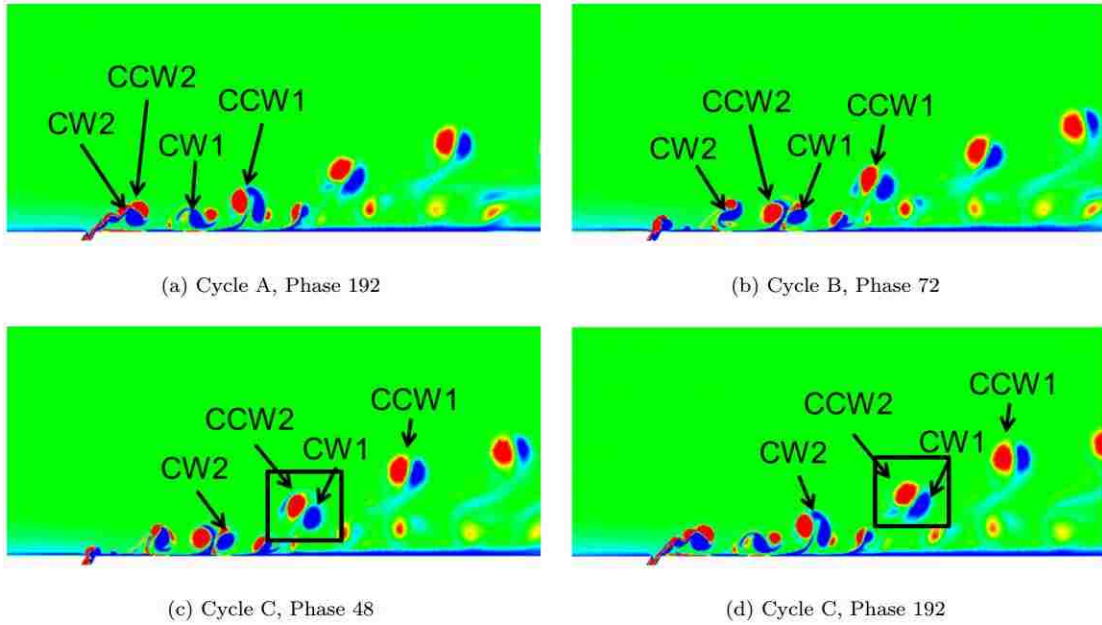 CCW2
CCW1
CW2
CW1
(a) Cycle A, Phase 192
CCW1
CCW2
CW1
CW2
(b) Cycle B, Phase 72
CCW1
CCW2
CW1
CW2
(c) Cycle C, Phase 48
CCW1
CCW2
CW1
CW2
(d) Cycle C, Phase 192